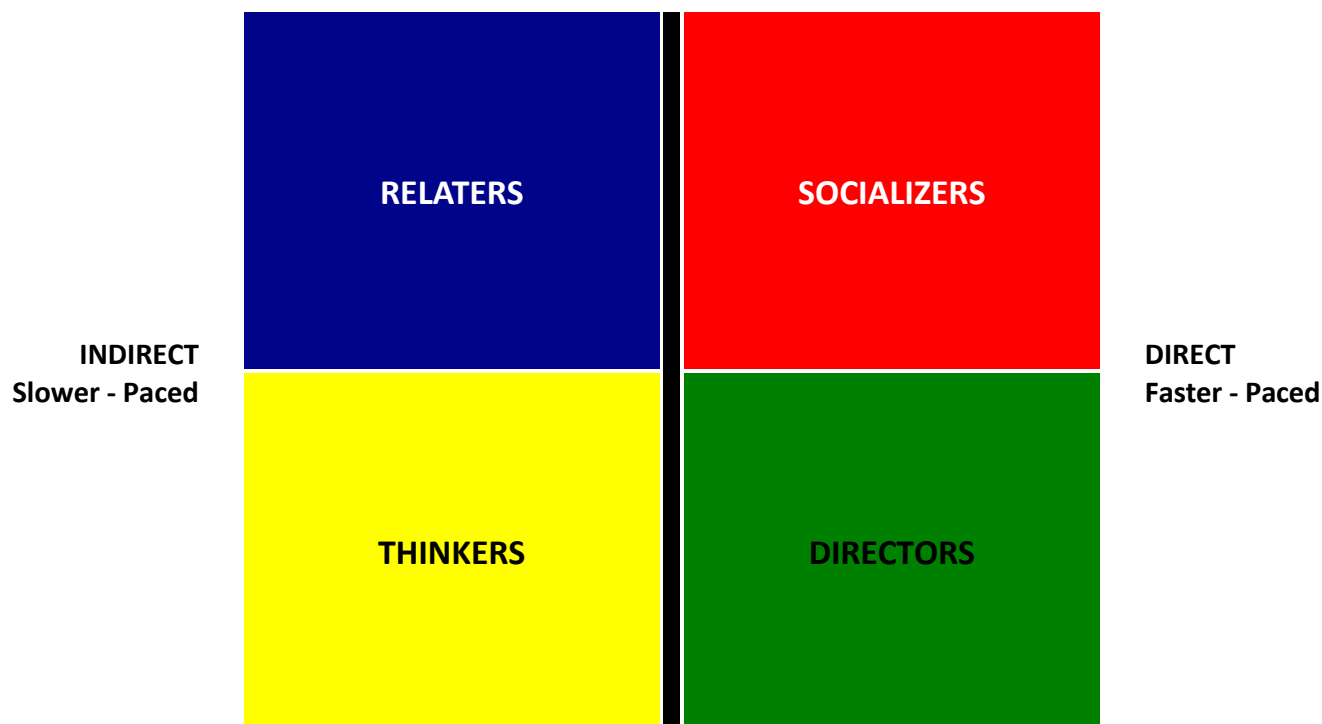 RELATERS
SOCIALIZERS
INDIRECT
Slower - Paced
DIRECT
Faster - Paced
THINKERS
DIRECTORS